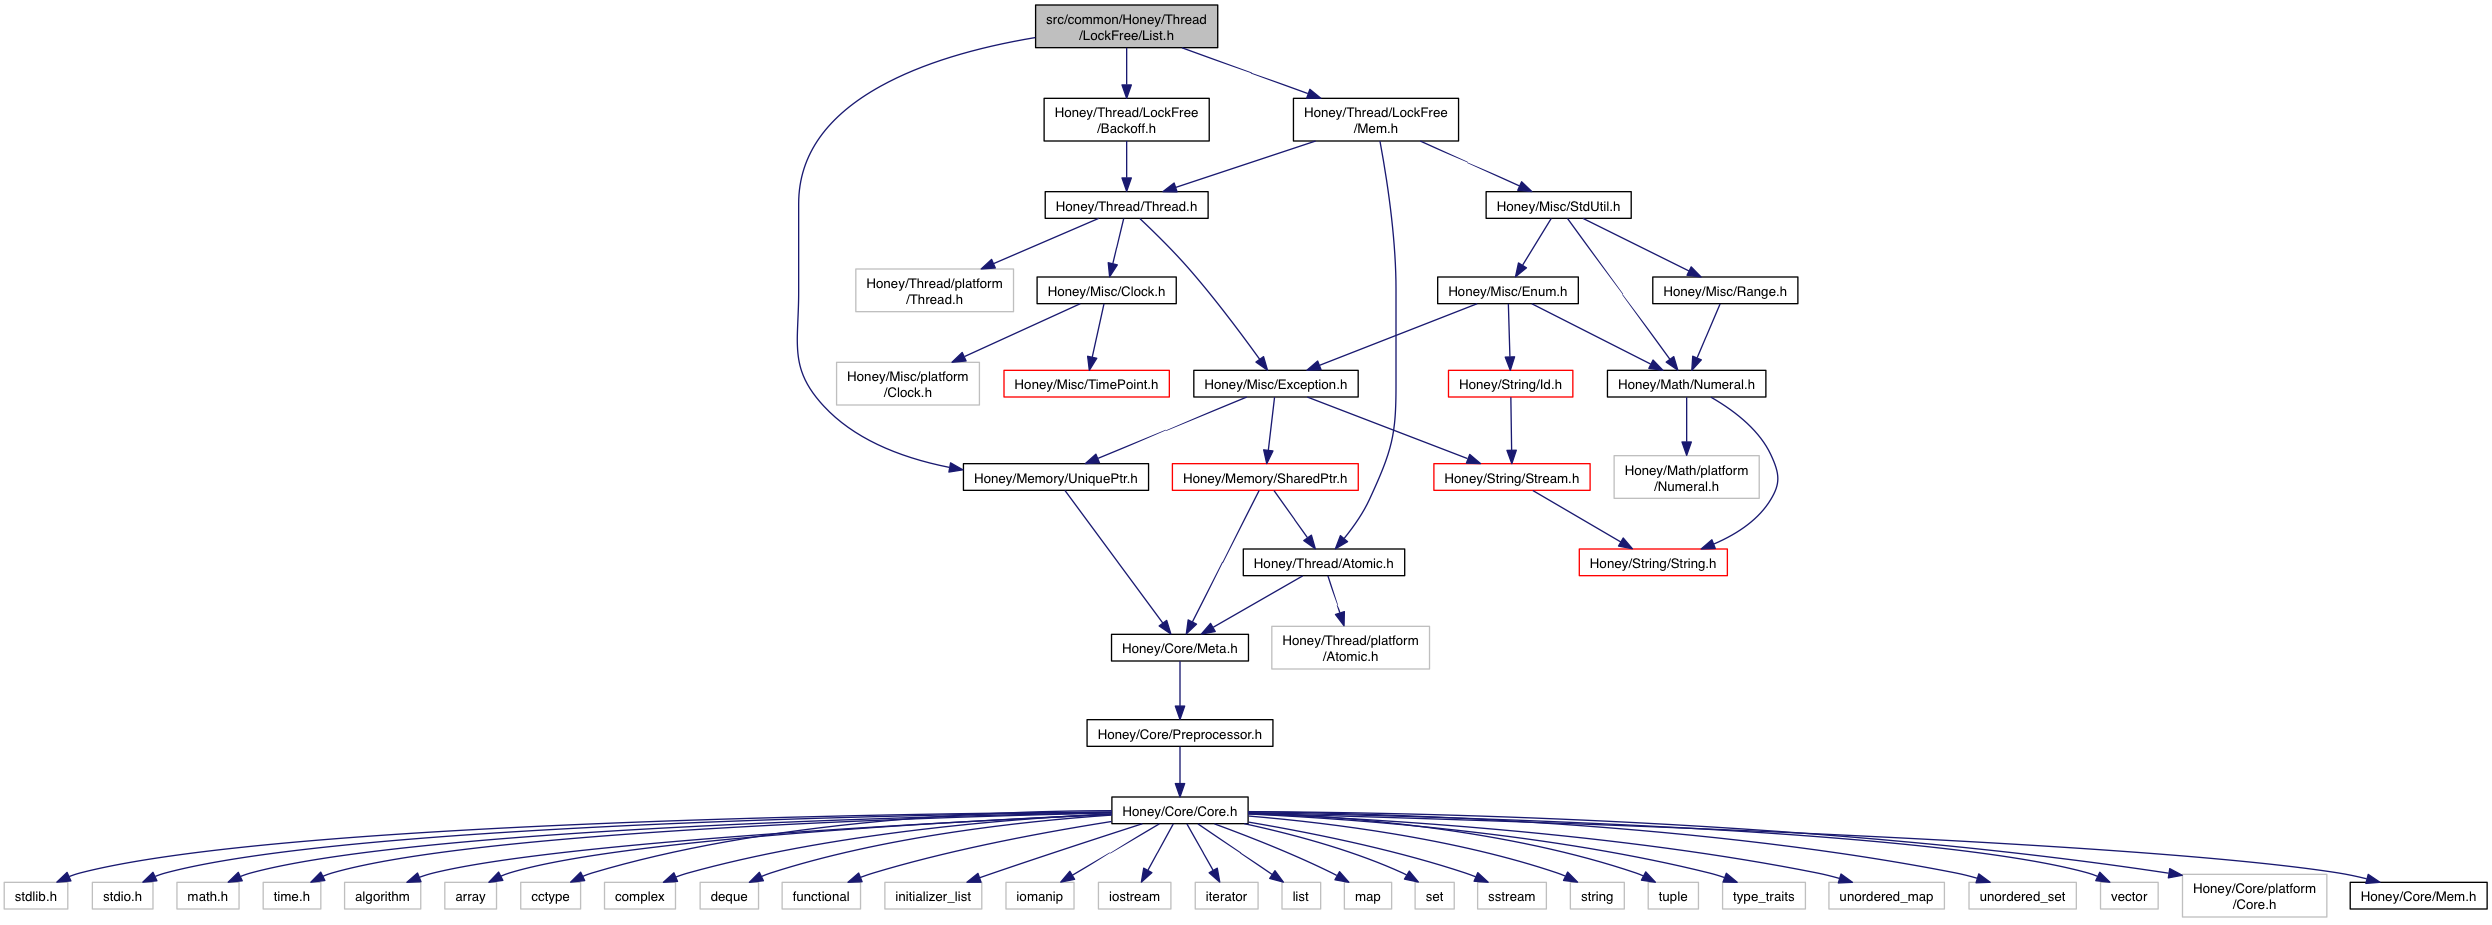 src/common/Honey/Thread
/LockFree/List.h
Honey/Thread/LockFree
/Backoff.h
Honey/Thread/LockFree
/Mem.h
Honey/Thread/Thread.h
Honey/Misc/StdUtil.h
Honey/Thread/platform
/Thread.h
Honey/Misc/Clock.h
Honey/Misc/Enum.h
Honey/Misc/Range.h
Honey/Misc/platform
/Clock.h
Honey/Misc/TimePoint.h
Honey/Misc/Exception.h
Honey/String/Id.h
Honey/Math/Numeral.h
Honey/Memory/UniquePtr.h
Honey/Memory/SharedPtr.h
Honey/String/Stream.h
Honey/Math/platform
/Numeral.h
Honey/Thread/Atomic.h
Honey/String/String.h
Honey/Core/Meta.h
Honey/Thread/platform
/Atomic.h
Honey/Core/Preprocessor.h
Honey/Core/Core.h
stdlib.h
stdio.h
math.h
time.h
algorithm
array
cctype
complex
deque
functional
initializer_list
iomanip
iostream
iterator
list
map
set
sstream
string
tuple
type_traits
unordered_map
unordered_set
vector
Honey/Core/platform
/Core.h
Honey/Core/Mem.h